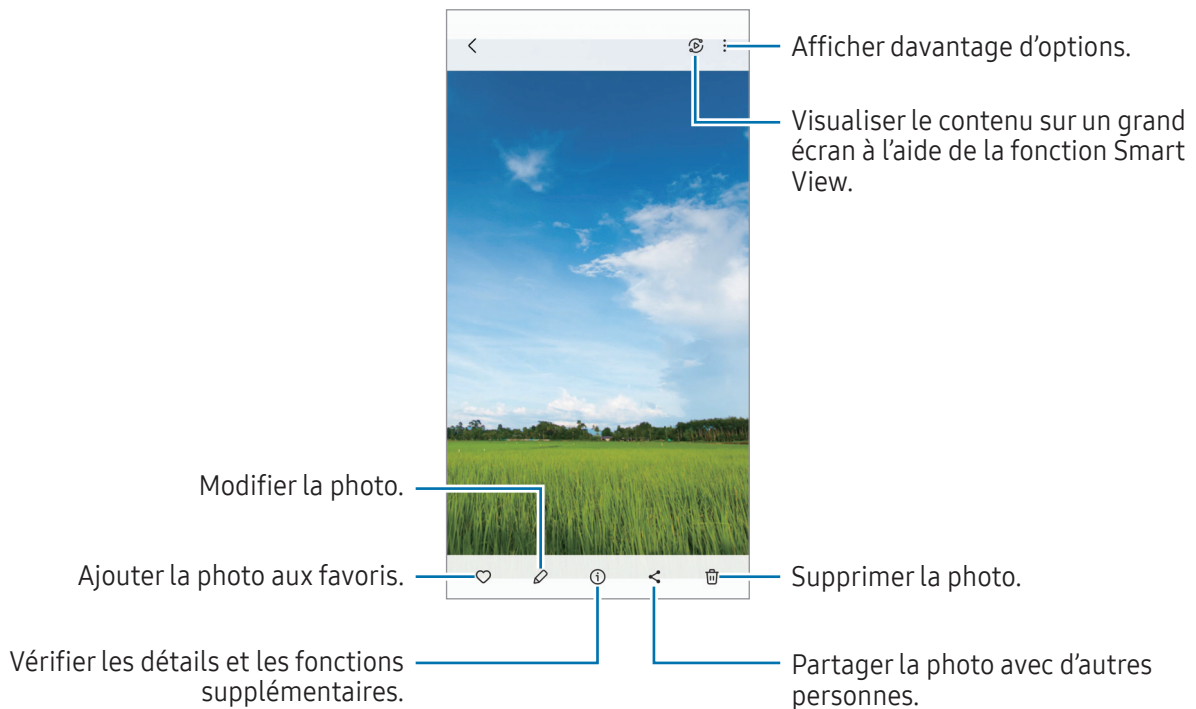 Afficher davantage d'options.
Visualiser le contenu sur un grand
écran à l'aide de la fonction Smart
View.
Modifier la photo.
Ajouter la photo aux favoris.
Supprimer la photo.
Vérifier les détails et les fonctions
supplémentaires.
Partager la photo avec d'autres
personnes.